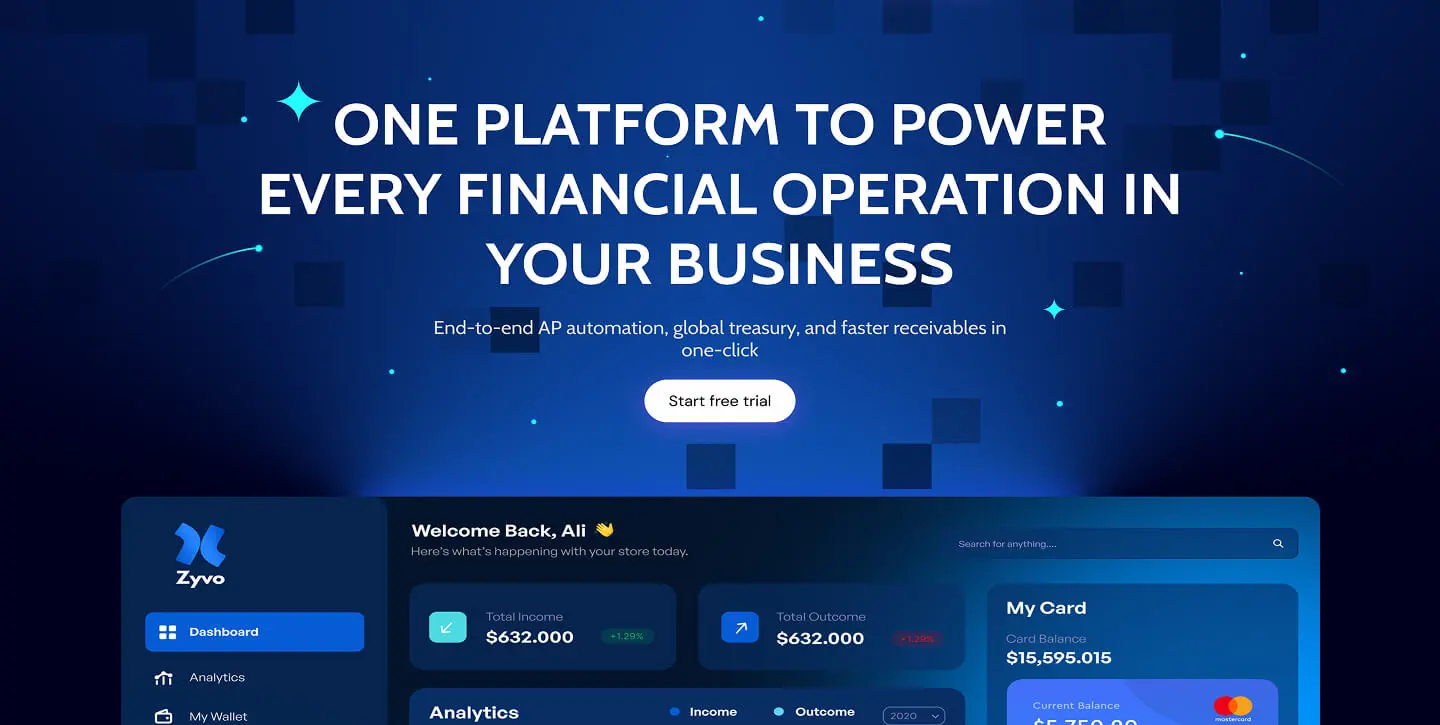 ONE PLATFORM TO POWER
EVERY FINANCIAL OPERATION IN
YOUR BUSINESS
End-to-end AP automation, global treasury, and faster receivables in
one-click
Start free trial
Zyvo
Dashboard
Analytics
My Wallet
Welcome Back, Ali 👋
Here's what's happening with your store today.
Search for anything....
Total Income
$632.000
+1.29%
Total Outcome
$632.000
+1.29%
Analytics
Income
Outcome
2020
My Card
Card Balance
$15,595.015
Current Balance
mastercard